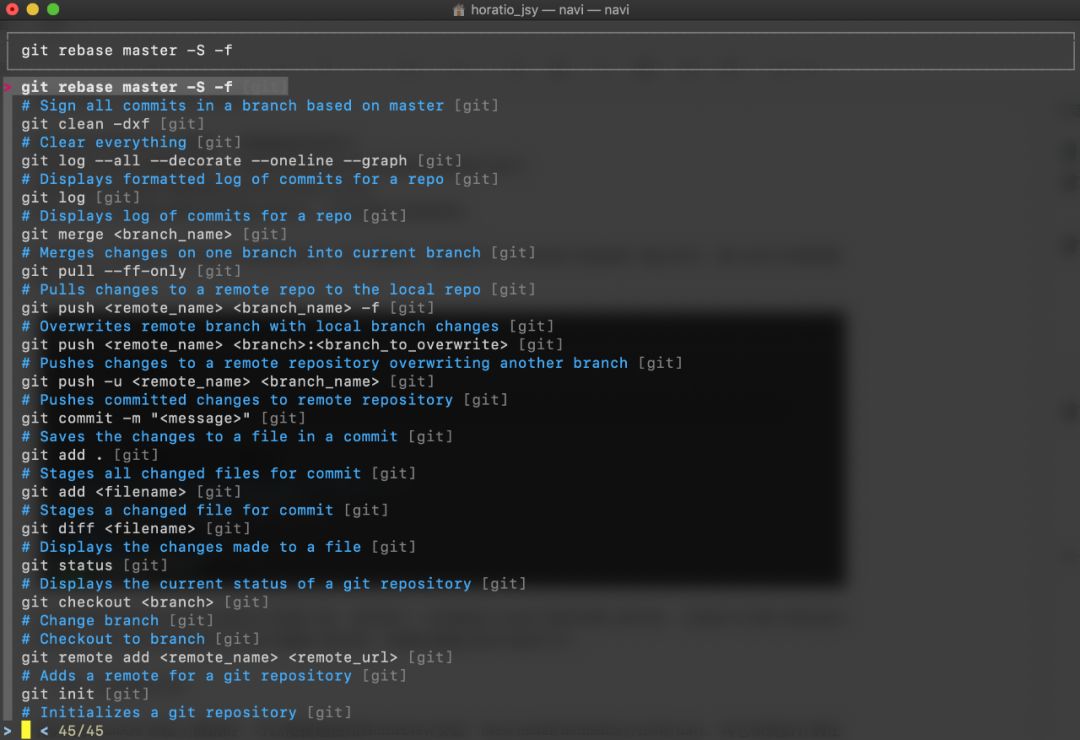 horatio_jsy — navi — navi
git rebase master -S -f
> git rebase master -S -f [git]
# Sign all commits in a branch based on master [git]
git clean -dxf [git]
# Clear everything [git]
git log --all --decorate --oneline --graph [git]
# Displays formatted log of commits for a repo [git]
git log [git]
# Displays log of commits for a repo [git]
git merge <branch_name> [git]
# Merges changes on one branch into current branch [git]
git pull --ff-only [git]
# Pulls changes to a remote repo to the local repo [git]
git push <remote_name> <branch_name> -f [git]
# Overwrites remote branch with local branch changes [git]
git push <remote_name> <branch>:<branch_to_overwrite> [git]
# Pushes changes to a remote repository overwriting another branch [git]
git push -u <remote_name> <branch_name> [git]
# Pushes committed changes to remote repository [git]
git commit -m "<message>" [git]
# Saves the changes to a file in a commit [git]
git add . [git]
# Stages all changed files for commit [git]
git add <filename> [git]
# Stages a changed file for commit [git]
git diff <filename> [git]
# Displays the changes made to a file [git]
git status [git]
# Displays the current status of a git repository [git]
git checkout <branch> [git]
# Change branch [git]
# Checkout to branch [git]
git remote add <remote_name> <remote_url> [git]
# Adds a remote for a git repository [git]
git init [git]
# Initializes a git repository [git]
> < 45/45